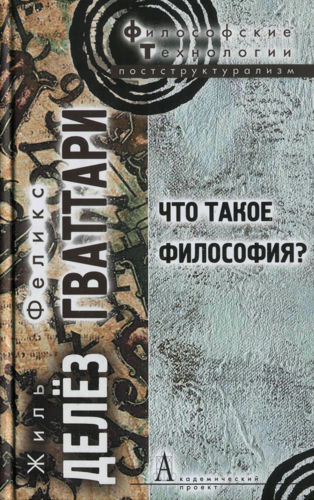 Философские
Технологии
постструктурализм
Жиль Феликс
ДЕЛЁЗ ГВАТТАРИ
ЧТО ТАКОЕ
ФИЛОСОФИЯ?
Академический
проект